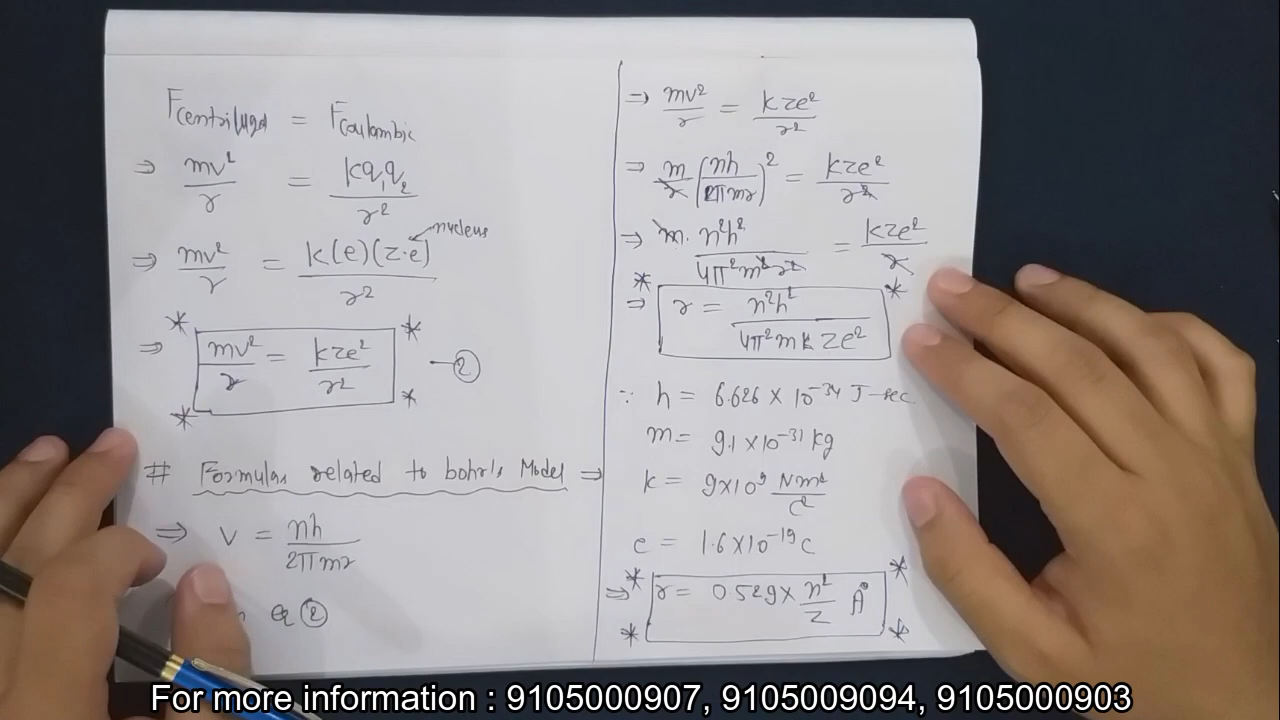 F centrifugal = F coulombic
⇒ mv²/r = kq₁q₂/r²
nucleus
⇒ mv²/r = k(e)(z·e)/r²
⇒ mv²/r = kze²/r² — ②
# Formulas related to bohr's Model ⇒
⇒ v = nh/2πmr
eq ②
⇒ mv²/r = kze²/r²
⇒ m/r (nh/2πmr)² = kze²/r²
⇒ m·n²h²/4π²m²r² = kze²/r
⇒ r = n²h²/4π²mkze²
∵ h = 6.626 × 10⁻³⁴ J-sec.
m = 9.1 × 10⁻³¹ kg
k = 9×10⁹ Nm²/C²
e = 1.6×10⁻¹⁹ C
⇒ r = 0.529 × n²/Z Å
For more information : 9105000907, 9105009094, 9105000903